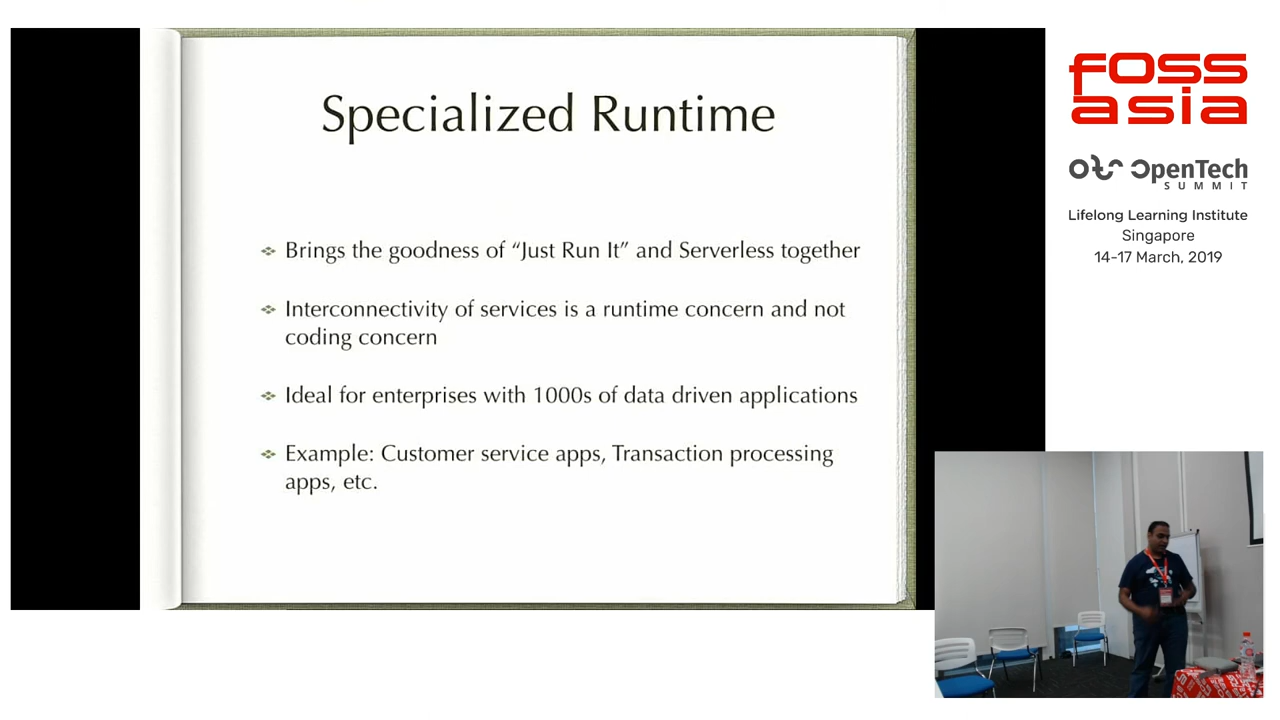 Specialized Runtime
Brings the goodness of “Just Run It” and Serverless together
Interconnectivity of services is a runtime concern and not
coding concern
Ideal for enterprises with 1000s of data driven applications
Example: Customer service apps, Transaction processing
apps, etc.
FOSS
asia
OpenTech
SUMMIT
Lifelong Learning Institute
Singapore
14-17 March, 2019